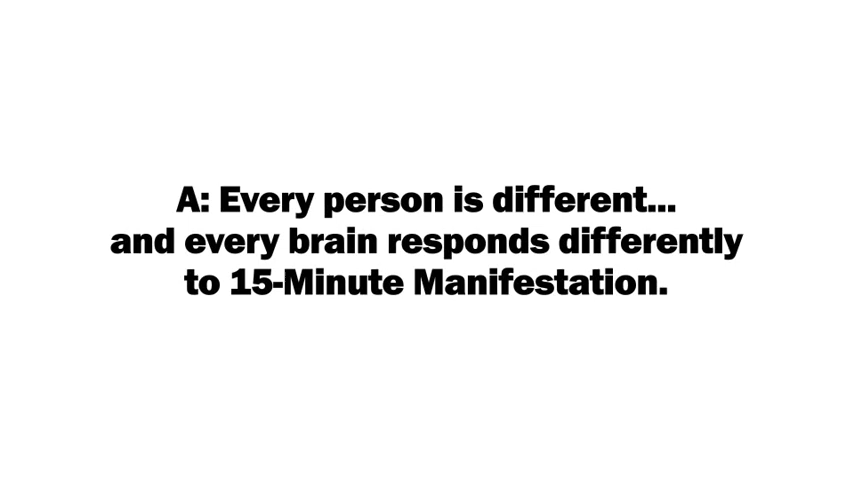 A: Every person is different...
and every brain responds differently
to 15-Minute Manifestation.